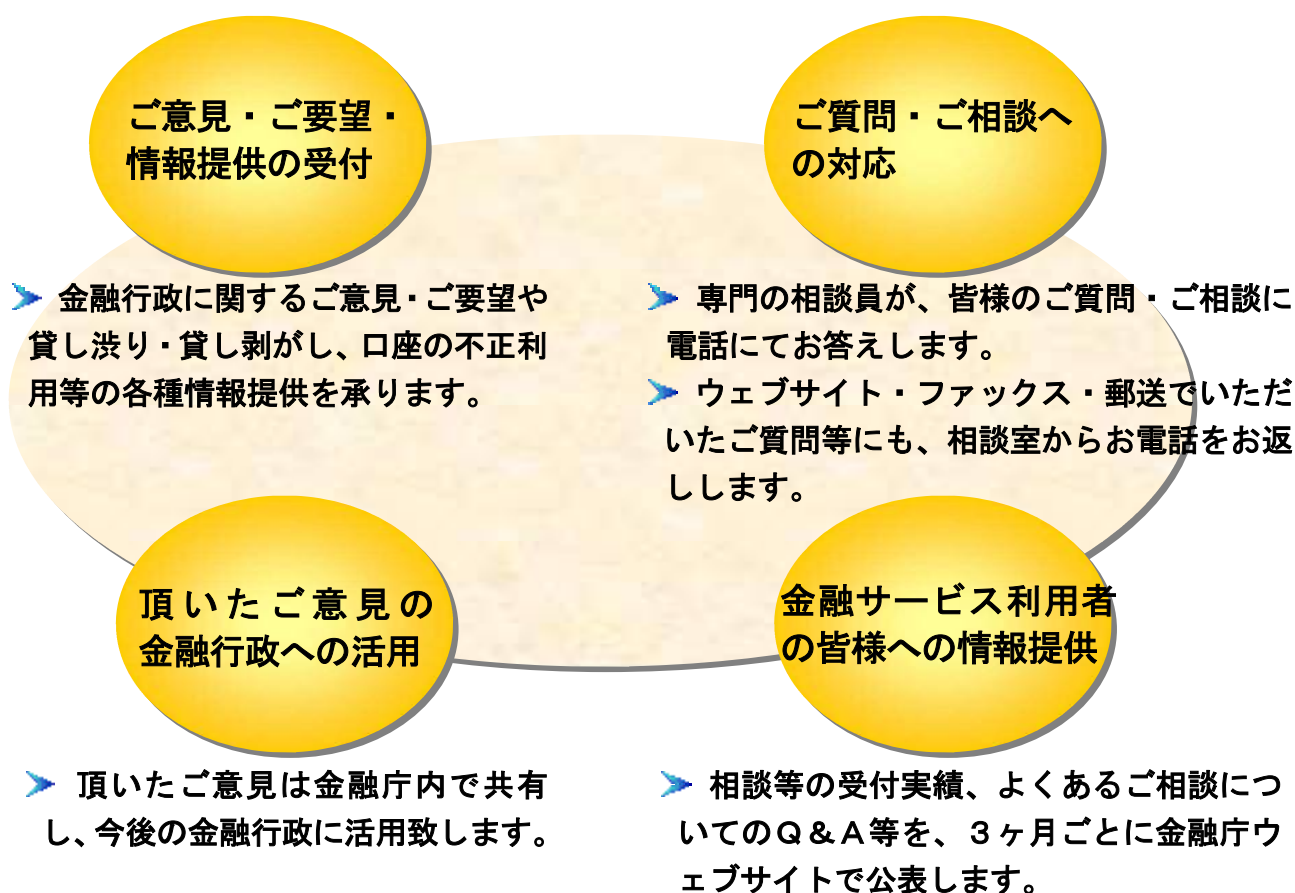 ご意見・ご要望・
情報提供の受付
金融行政に関するご意見・ご要望や
貸し渋り・貸し剥がし、口座の不正利
用等の各種情報提供を承ります。
ご質問・ご相談へ
の対応
専門の相談員が、皆様のご質問・ご相談に
電話にてお答えします。
ウェブサイト・ファックス・郵送でいただ
いたご質問等にも、相談室からお電話をお返
しします。
頂いたご意見の
金融行政への活用
頂いたご意見は金融庁内で共有
し、今後の金融行政に活用致します。
金融サービス利用者
の皆様への情報提供
相談等の受付実績、よくあるご相談につ
いてのＱ＆Ａ等を、３ヶ月ごとに金融庁ウ
ェブサイトで公表します。